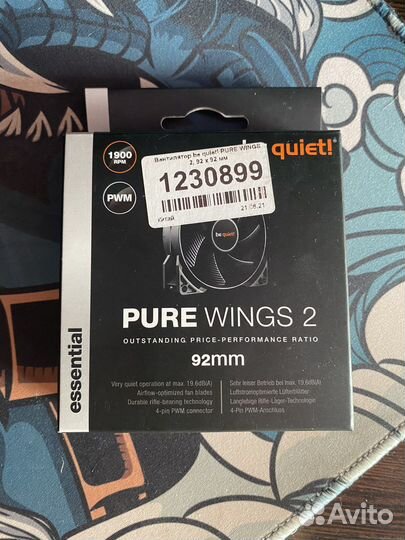 1900
RPM
PWM
quiet!
Вентилятор be quiet! PURE WINGS
2, 92 x 92 мм
1230899
Китай
21.06.21
be quiet!
PURE WINGS 2
OUTSTANDING PRICE-PERFORMANCE RATIO
92mm
essential
Very quiet operation at max. 19.6dB(A)
Airflow-optimized fan blades
Durable rifle-bearing technology
4-pin PWM connector
Sehr leiser Betrieb bei max. 19.6dB(A)
Luftstromoptimierte Lüfterblätter
Langlebige Rifle-Lager-Technologie
4-Pin PWM-Anschluss
Avito